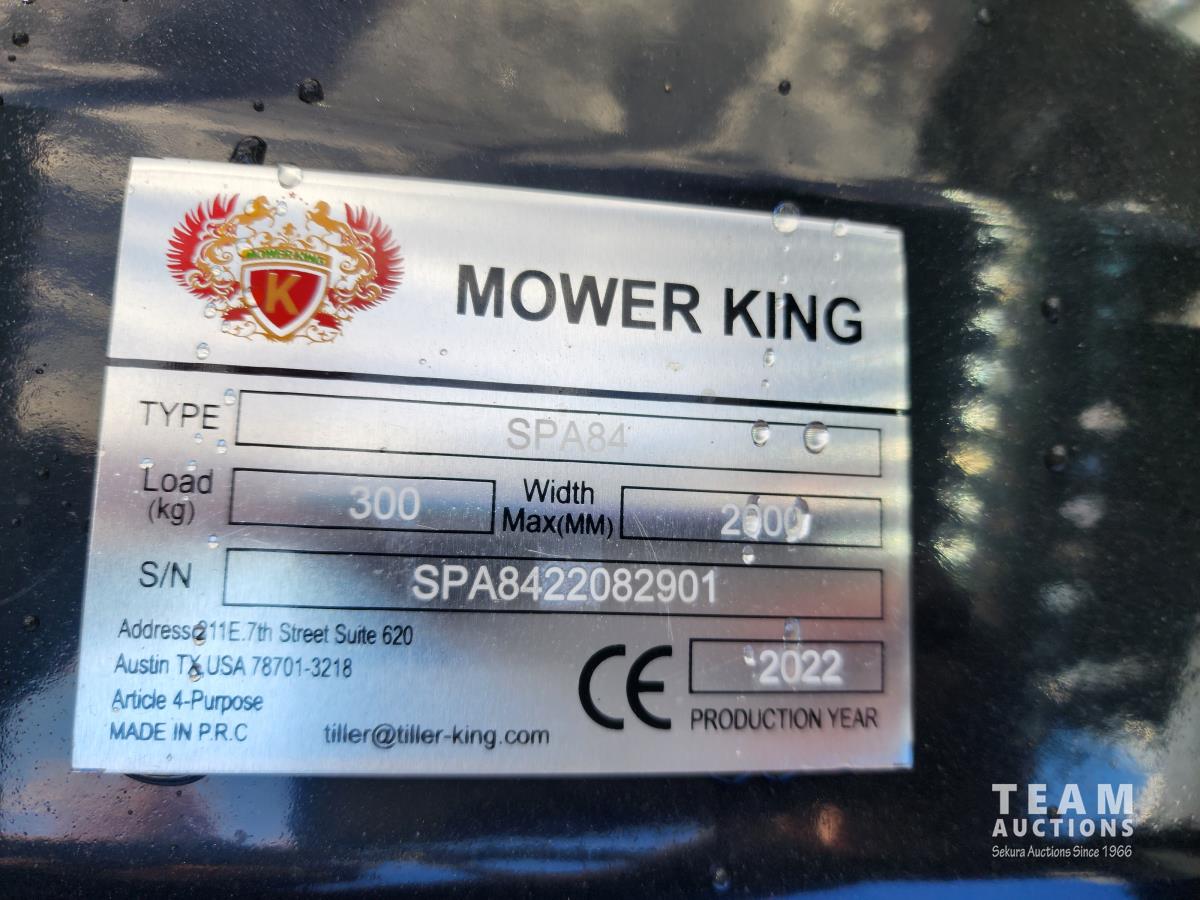 MOWER KING
K
MOWER KING
TYPE SPA84
Load (kg) 300 Width Max(MM) 2000
S/N SPA8422082901
Address:211E.7th Street Suite 620
Austin TX USA 78701-3218
Article 4-Purpose
MADE IN P.R.C tiller@tiller-king.com
CE 2022
PRODUCTION YEAR
TEAM
AUCTIONS
Sekura Auctions Since 1966